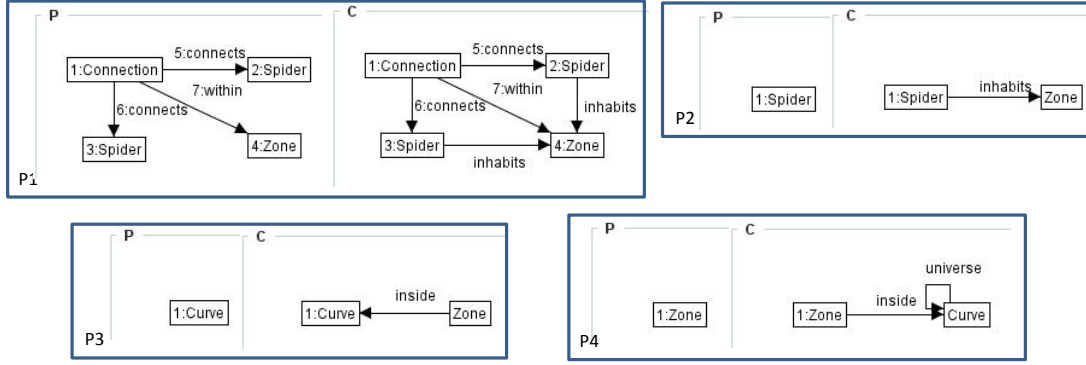 P
C
1:Connection
5:connects
2:Spider
6:connects
7:within
3:Spider
4:Zone
1:Connection
5:connects
2:Spider
6:connects
7:within
inhabits
3:Spider
inhabits
4:Zone
P1
P
C
1:Spider
1:Spider
inhabits
Zone
P2
P
C
1:Curve
1:Curve
inside
Zone
P3
P
C
1:Zone
1:Zone
inside
universe
Curve
P4